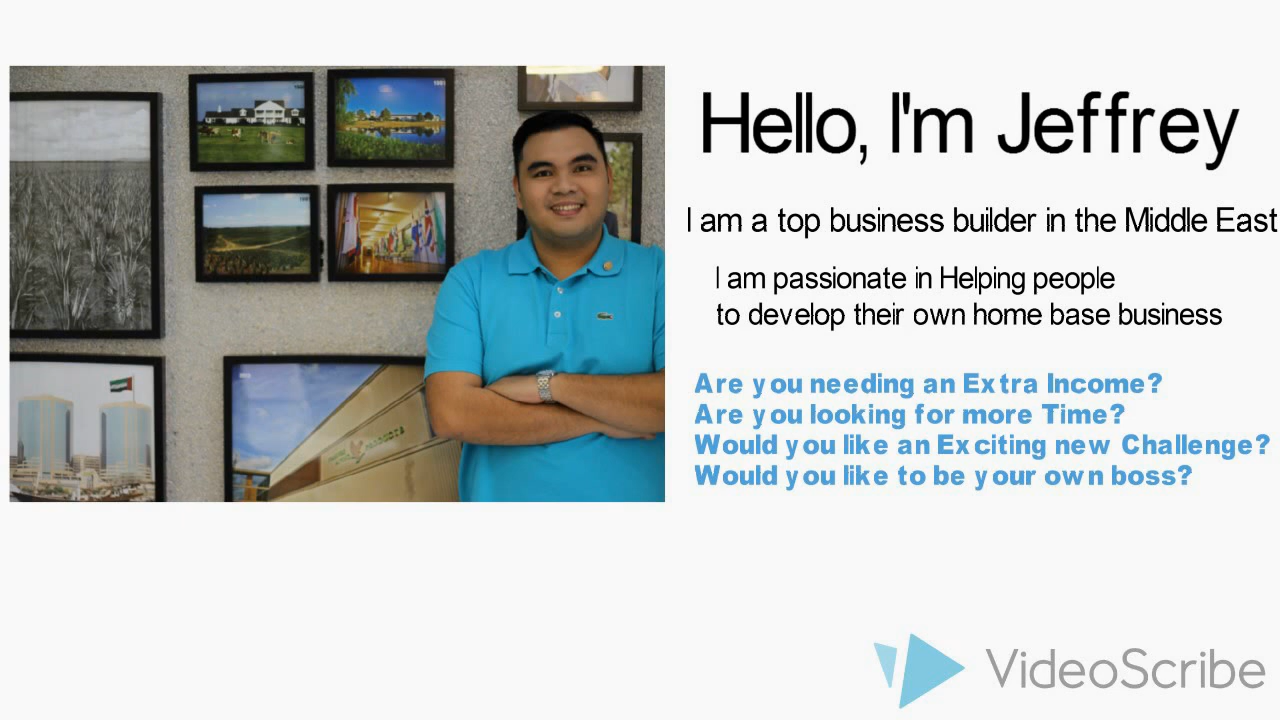 Hello, I'm Jeffrey
I am a top business builder in the Middle East
I am passionate in Helping people
to develop their own home base business
Are you needing an Extra Income?
Are you looking for more Time?
Would you like an Exciting new Challenge?
Would you like to be your own boss?
PRODUCTS
VideoScribe